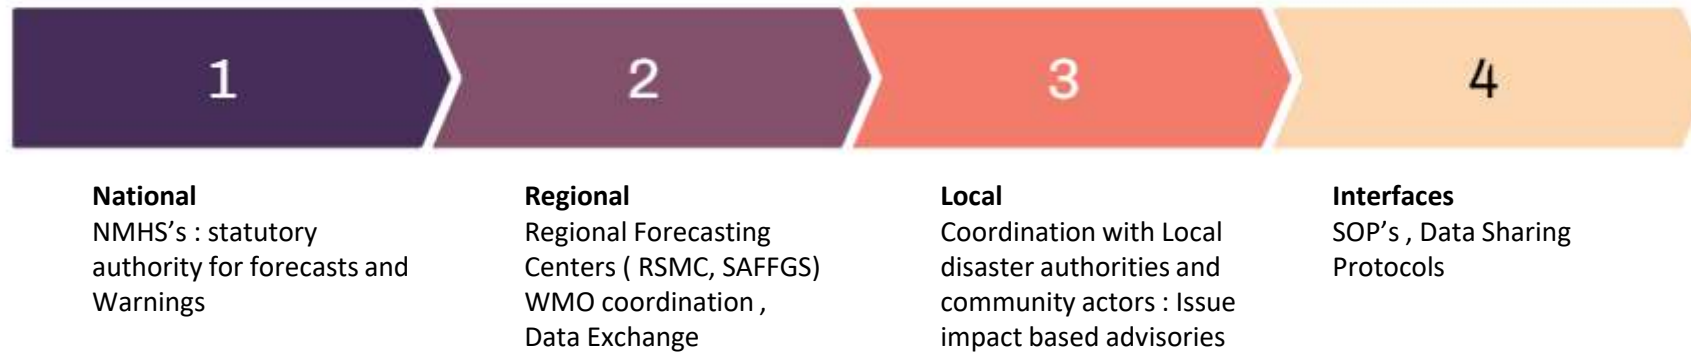 1
2
3
4
National
NMHS's : statutory
authority for forecasts and
Warnings
Regional
Regional Forecasting
Centers ( RSMC, SAFFGS)
WMO coordination ,
Data Exchange
Local
Coordination with Local
disaster authorities and
community actors : Issue
impact based advisories
Interfaces
SOP's , Data Sharing
Protocols